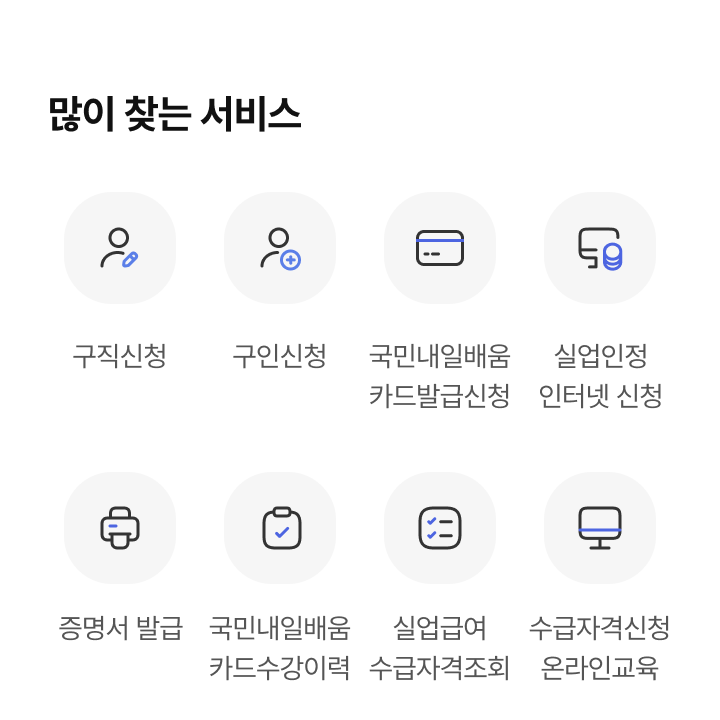 많이 찾는 서비스
구직신청
구인신청
국민내일배움
카드발급신청
실업인정
인터넷 신청
증명서 발급
국민내일배움
카드수강이력
실업급여
수급자격조회
수급자격신청
온라인교육